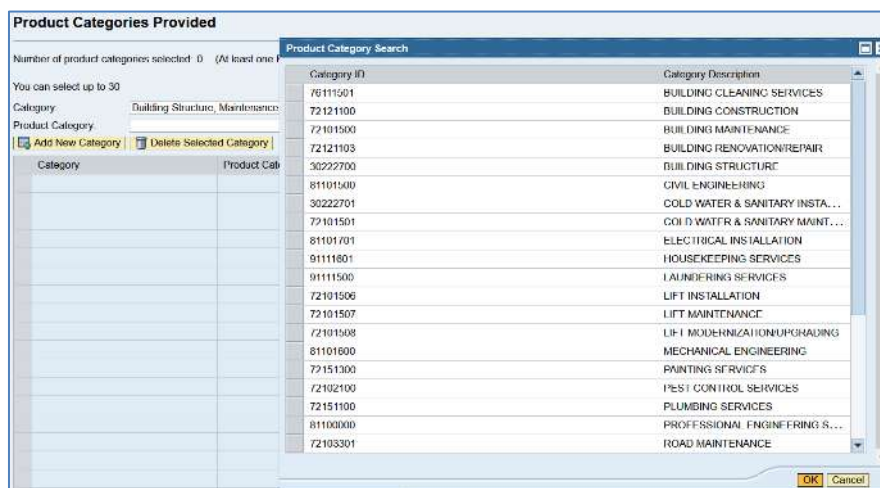 Product Categories Provided
Number of product categories selected: 0 (At least one
You can select up to 30
Category: Building Structure, Maintenance
Product Category:
Add New Category Delete Selected Category
Category Product Cat
Product Category Search
Category ID Category Description
76111501 BUILDING CLEANING SERVICES
72121100 BUILDING CONSTRUCTION
72101500 BUILDING MAINTENANCE
72121103 BUILDING RENOVATION/REPAIR
30222700 BUILDING STRUCTURE
81101500 CIVIL ENGINEERING
30222701 COLD WATER & SANITARY INSTA...
72101501 COLD WATER & SANITARY MAINT...
81101701 ELECTRICAL INSTALLATION
91111601 HOUSEKEEPING SERVICES
91111500 LAUNDERING SERVICES
72101506 LIFT INSTALLATION
72101507 LIFT MAINTENANCE
72101508 LIFT MODERNIZATION/UPGRADING
81101600 MECHANICAL ENGINEERING
72151300 PAINTING SERVICES
72102100 PEST CONTROL SERVICES
72151100 PLUMBING SERVICES
81100000 PROFESSIONAL ENGINEERING S...
72103301 ROAD MAINTENANCE
OK Cancel